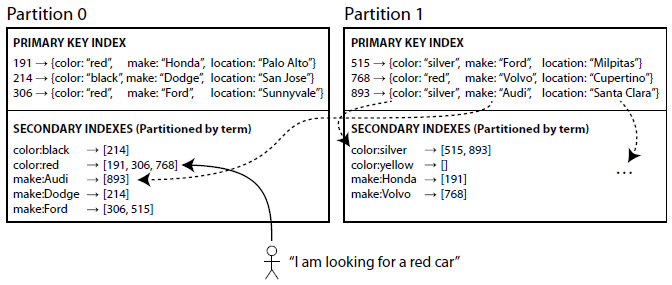 Partition 0
PRIMARY KEY INDEX
191 → {color: “red”, make: “Honda”, location: “Palo Alto”}
214 → {color: “black”, make: “Dodge”, location: “San Jose”}
306 → {color: “red”, make: “Ford”, location: “Sunnyvale”}
SECONDARY INDEXES (Partitioned by term)
color:black → [214]
color:red → [191, 306, 768]
make:Audi → [893]
make:Dodge → [214]
make:Ford → [306, 515]
Partition 1
PRIMARY KEY INDEX
515 → {color: “silver”, make: “Ford”, location: “Milpitas”}
768 → {color: “red”, make: “Volvo”, location: “Cupertino”}
893 → {color: “silver”, make: “Audi”, location: “Santa Clara”}
SECONDARY INDEXES (Partitioned by term)
color:silver → [515, 893]
color:yellow → []
make:Honda → [191]
make:Volvo → [768]
...
“I am looking for a red car”